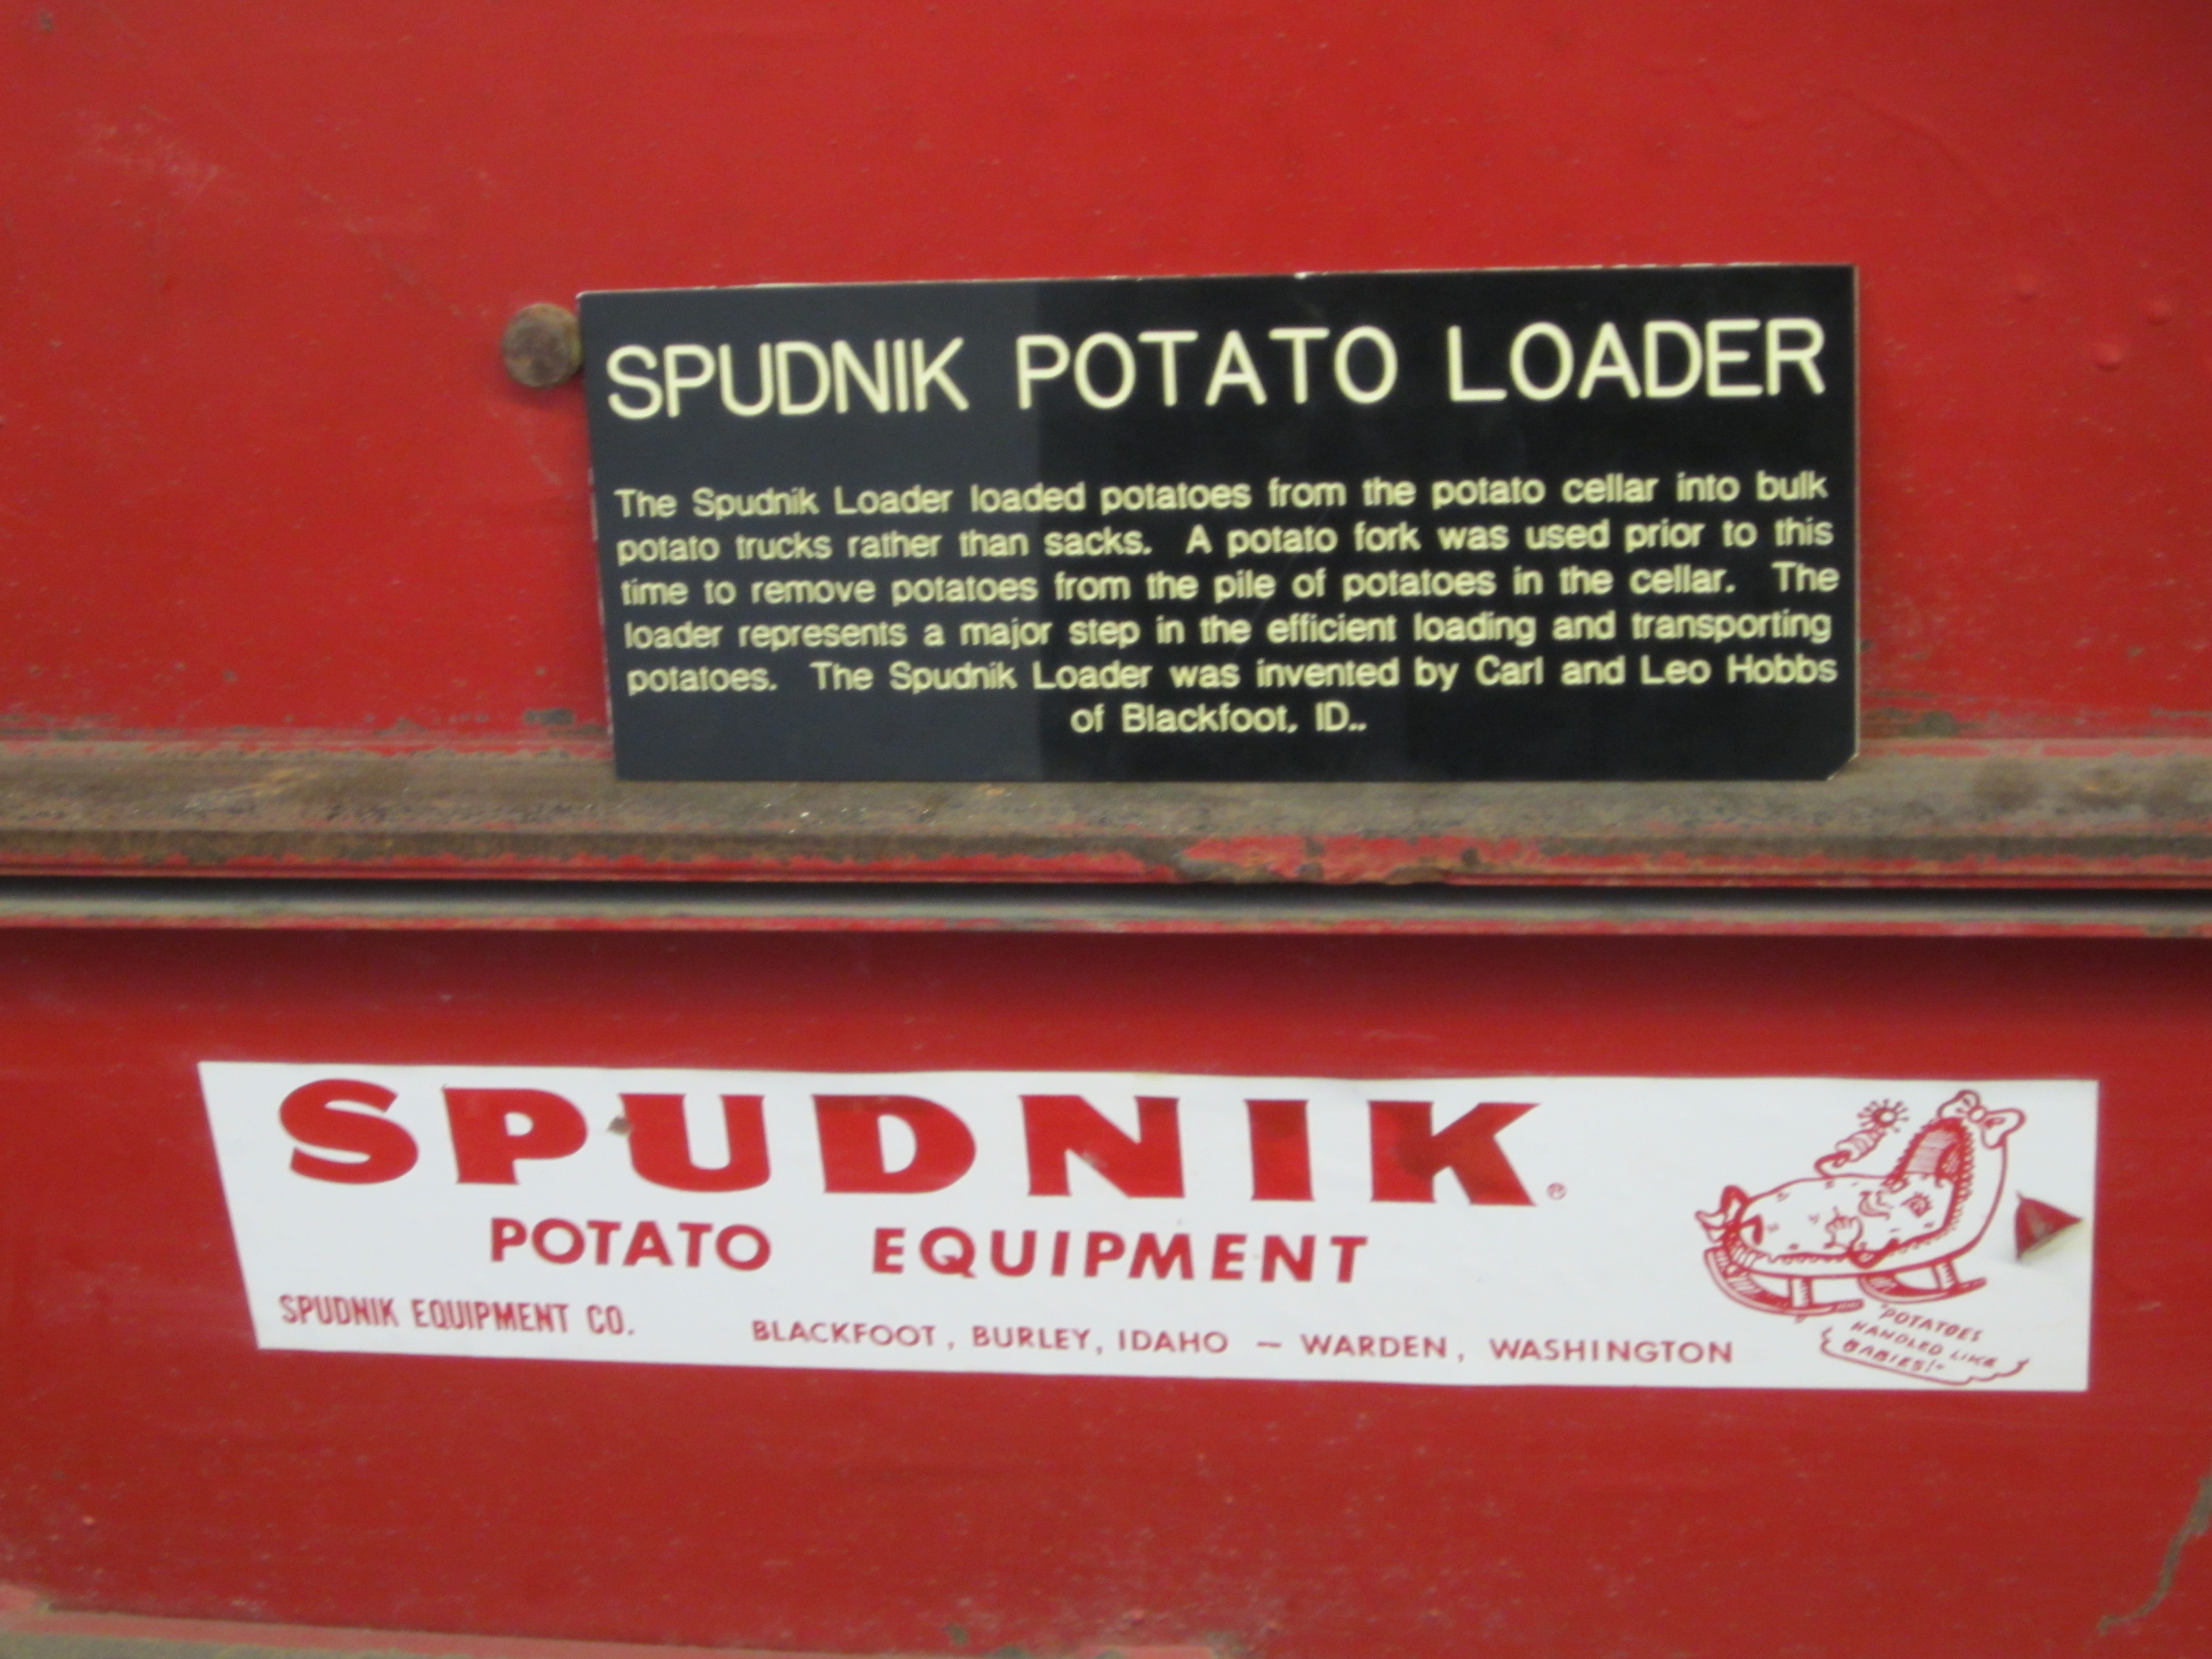 SPUDNIK POTATO LOADER
The Spudnik Loader loaded potatoes from the potato cellar into bulk
potato trucks rather than sacks. A potato fork was used prior to this
time to remove potatoes from the pile of potatoes in the cellar. The
loader represents a major step in the efficient loading and transporting
potatoes. The Spudnik Loader was invented by Carl and Leo Hobbs
of Blackfoot, ID..
SPUDNIK®
POTATO EQUIPMENT
SPUDNIK EQUIPMENT CO. BLACKFOOT, BURLEY, IDAHO — WARDEN, WASHINGTON
"POTATOES
HANDLED LIKE
BABIES!"